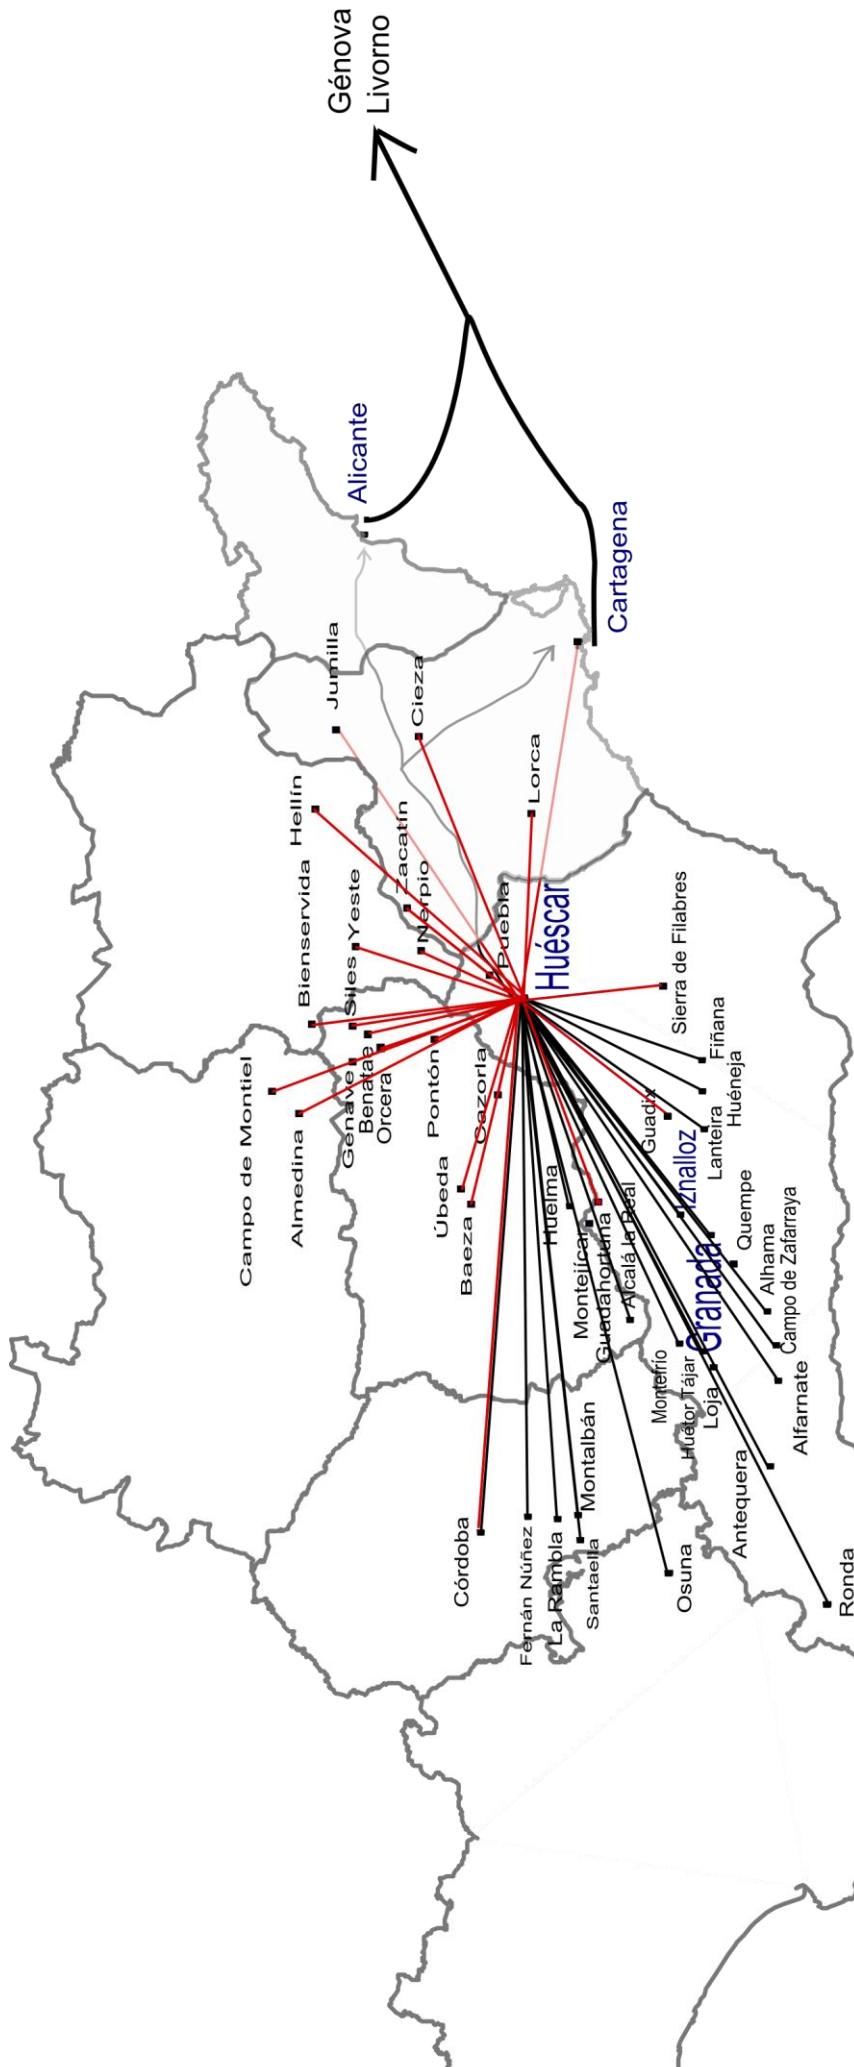 Génova
Livorno
Alicante
Cartagena
Jumilla
Cieza
Lorca
Hellín
Zacatín
Nerpio
Puebla
Huéscar
Bienservida
Yeste
Siles
Sierra de Filabres
Campo de Montiel
Almedina
Génave
Benatae
Orcera
Pontón
Cazorla
Fiñana
Huéneja
Lanteira
Guadix
Úbeda
Baeza
Huelma
Montejícar
Guadahortuna
Alcalá la Real
Iznalloz
Granada
Quempe
Alhama
Campo de Zafarraya
Alfarnate
Montefrío
Huétor Tájar
Loja
Antequera
Córdoba
Fernán Núñez
La Rambla
Montalbán
Santaella
Osuna
Ronda